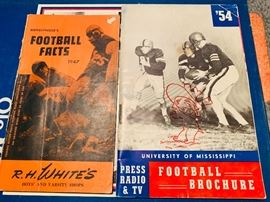 FOOTBALL
FACTS
1947
R.H. WHITE'S
BOYS' AND VARSITY SHOPS
'54
UNIVERSITY OF MISSISSIPPI
PRESS
RADIO
& TV
FOOTBALL
BROCHURE